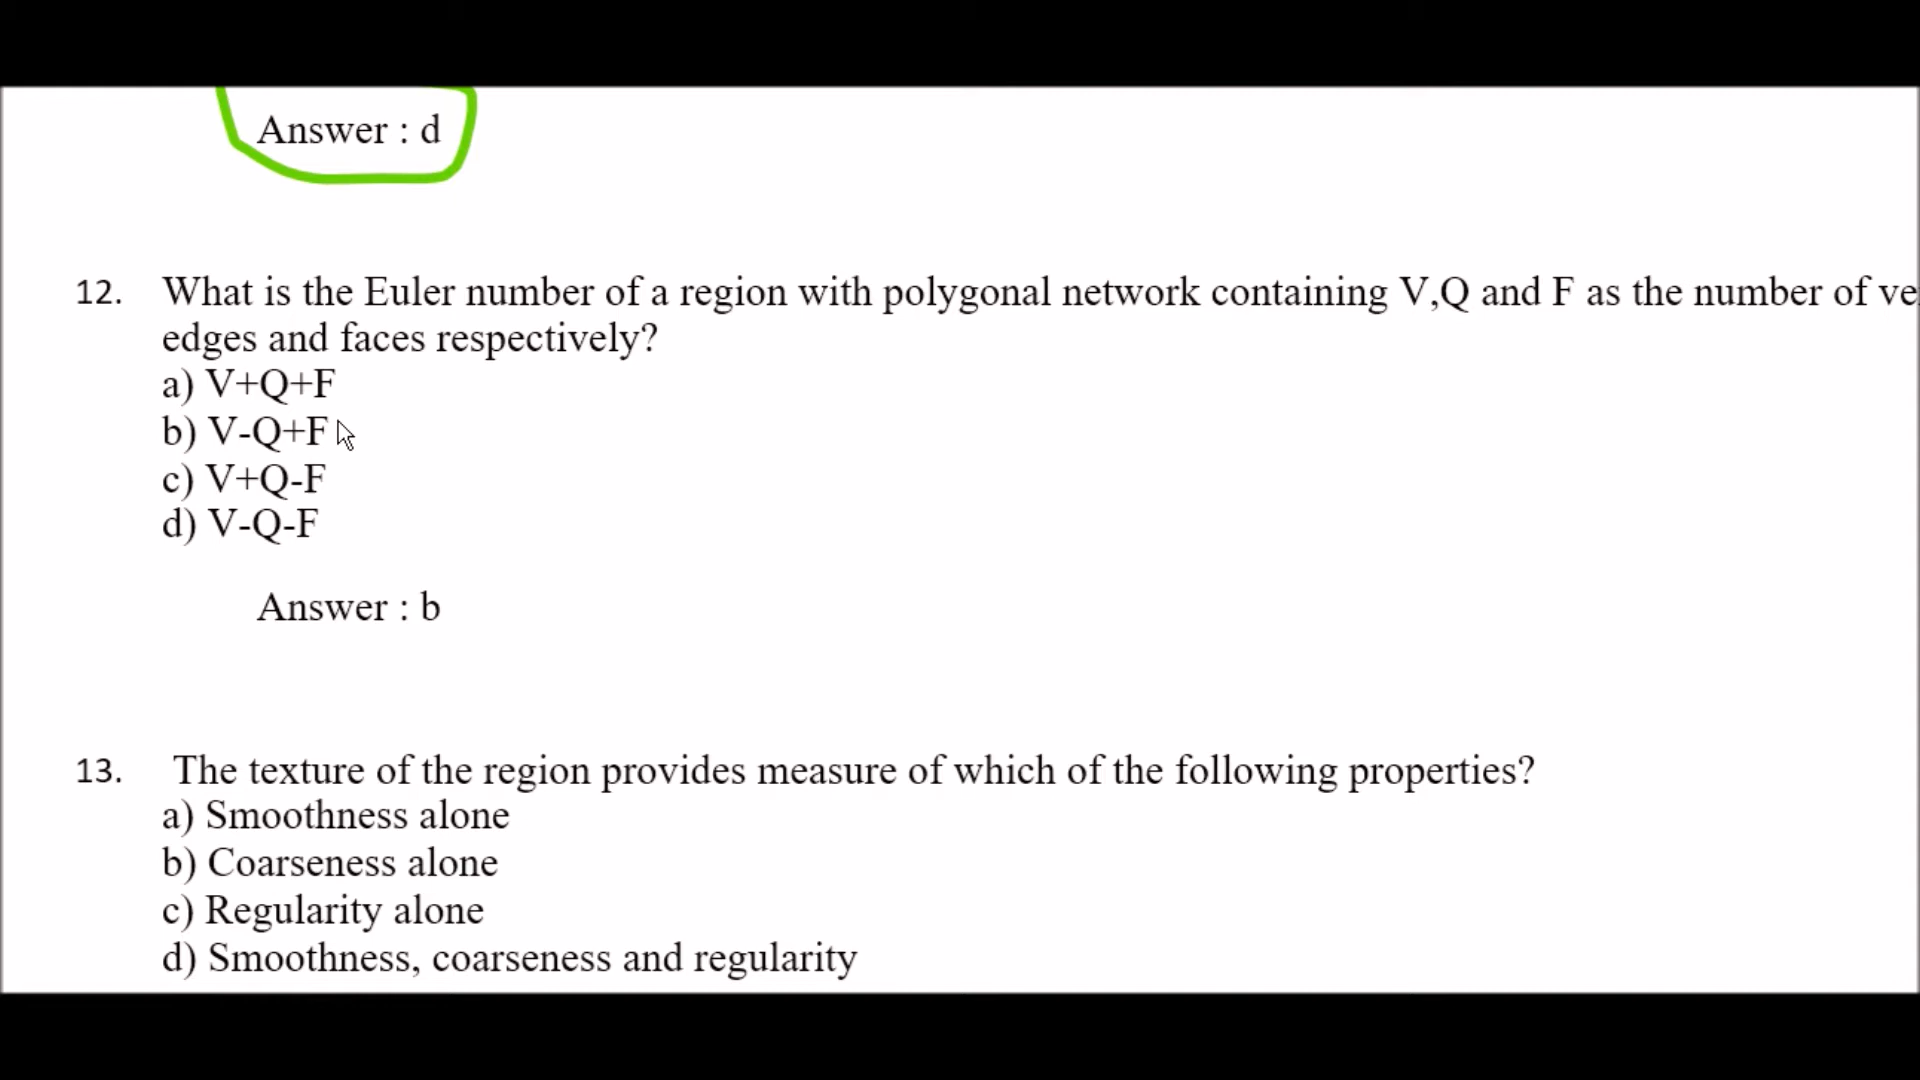 Answer : d
12. What is the Euler number of a region with polygonal network containing V,Q and F as the number of
edges and faces respectively?
a) V+Q+F
b) V-Q+F
c) V+Q-F
d) V-Q-F
Answer : b
13. The texture of the region provides measure of which of the following properties?
a) Smoothness alone
b) Coarseness alone
c) Regularity alone
d) Smoothness, coarseness and regularity